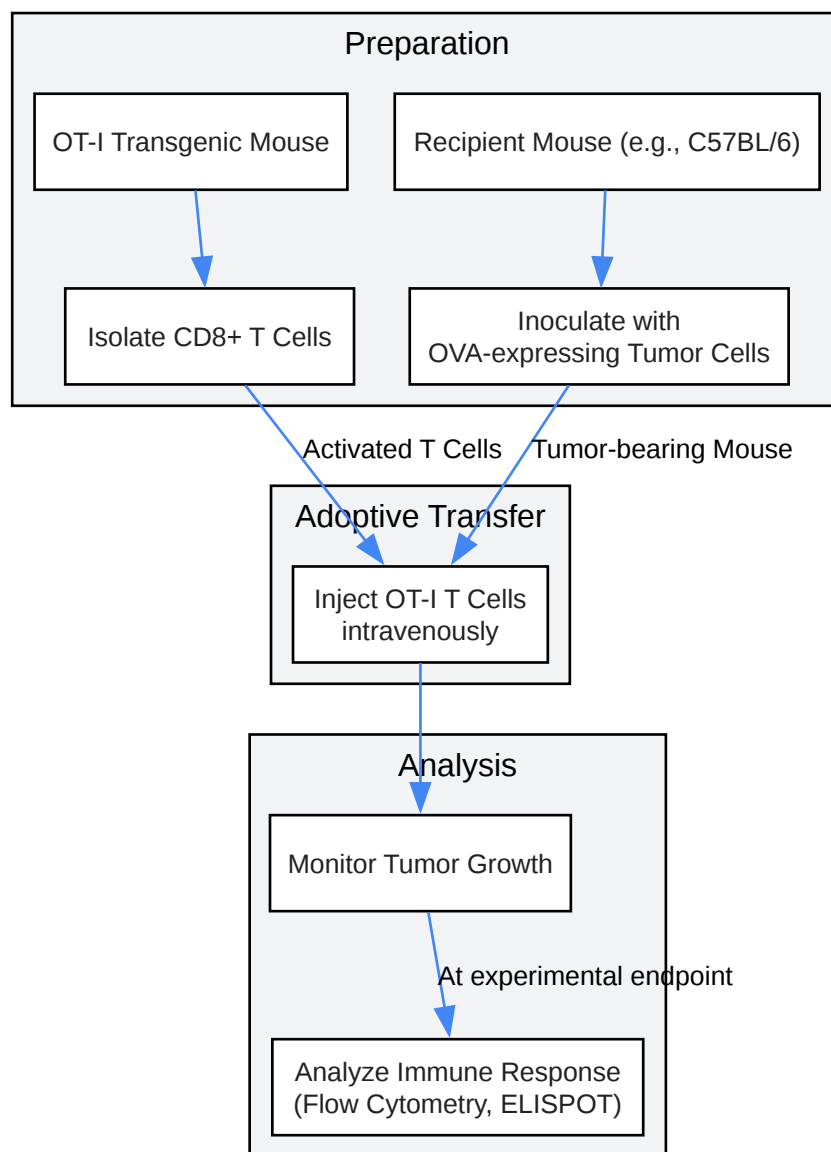 Preparation
OT-I Transgenic Mouse
Recipient Mouse (e.g., C57BL/6)
Isolate CD8+ T Cells
Inoculate with
OVA-expressing Tumor Cells
Activated T Cells
Tumor-bearing Mouse
Adoptive Transfer
Inject OT-I T Cells
intravenously
Analysis
Monitor Tumor Growth
At experimental endpoint
Analyze Immune Response
(Flow Cytometry, ELISPOT)